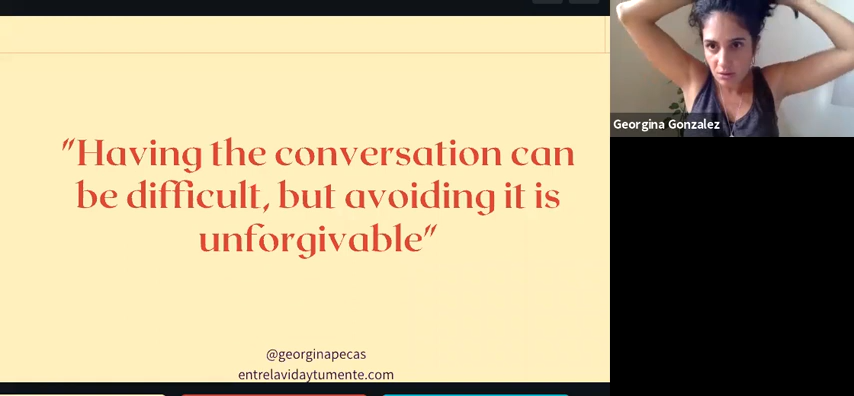 "Having the conversation can
be difficult, but avoiding it is
unforgivable"
@georginapecas
entrelavidaytumente.com
Georgina Gonzalez